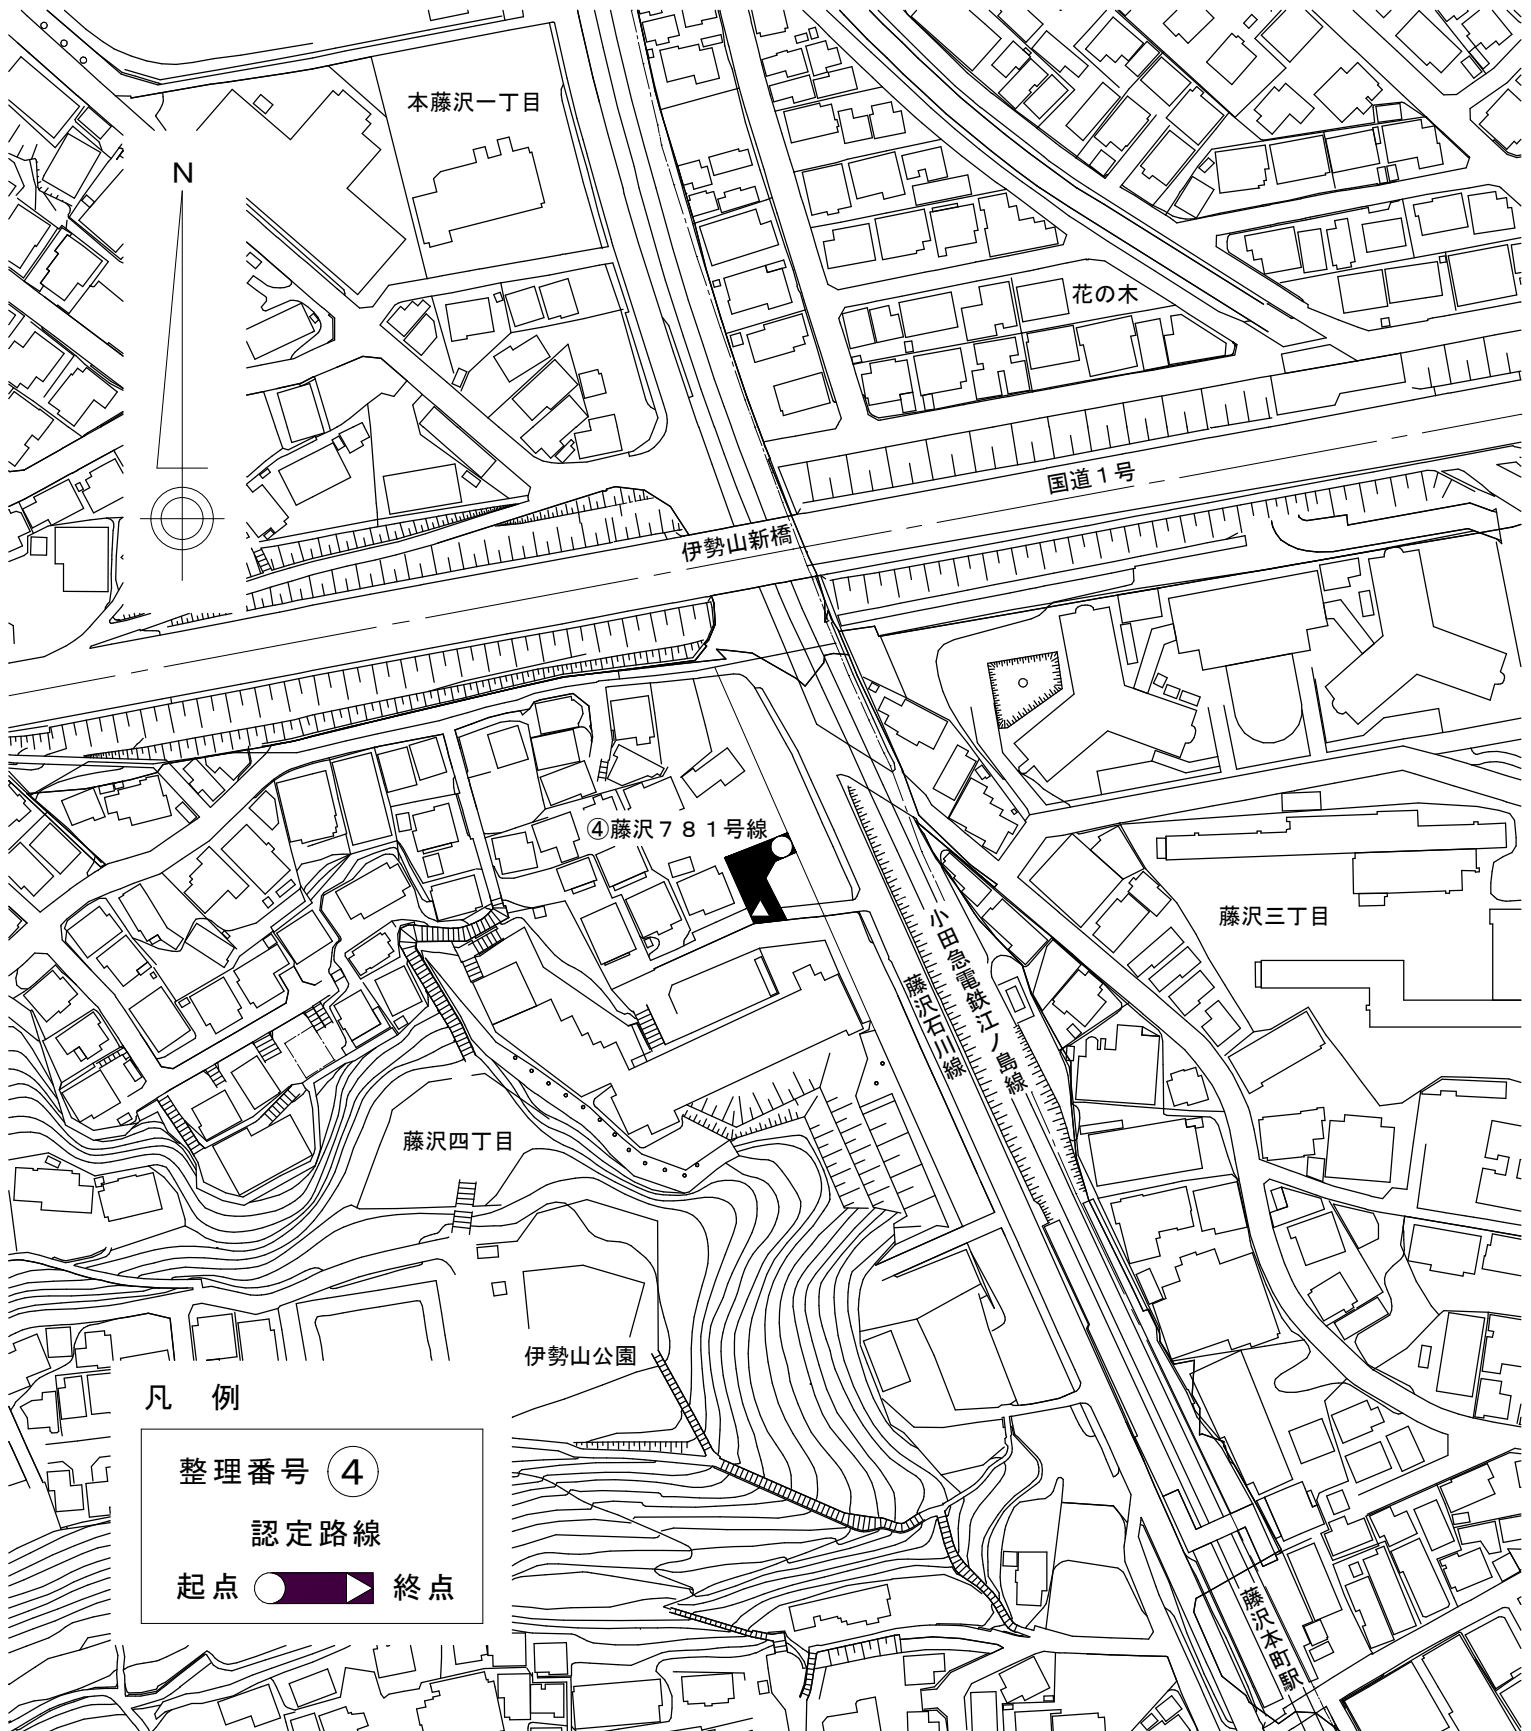 本藤沢一丁目
N
花の木
国道1号
伊勢山新橋
④藤沢781号線
藤沢三丁目
小田急電鉄江ノ島線
藤沢石川線
藤沢四丁目
伊勢山公園
凡 例
整理番号 ④
認定路線
起点 終点
藤沢本町駅